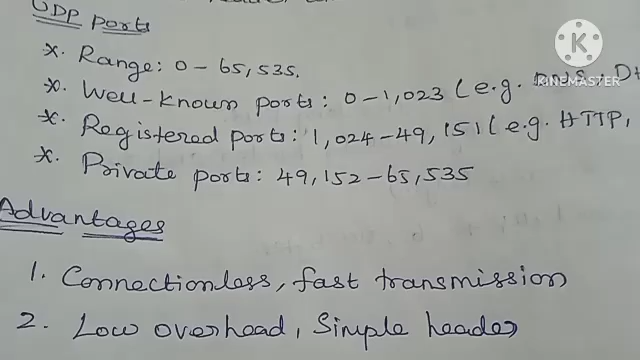 UDP Ports
*. Range: 0 - 65,535.
*. Well-Known ports: 0-1,023 (e.g. DNS,
*. Registered ports: 1,024-49,151 (e.g. HTTP,
*. Private ports: 49,152-65,535
Advantages
1. Connectionless, fast transmission
2. Low overhead, Simple header
KINEMASTER